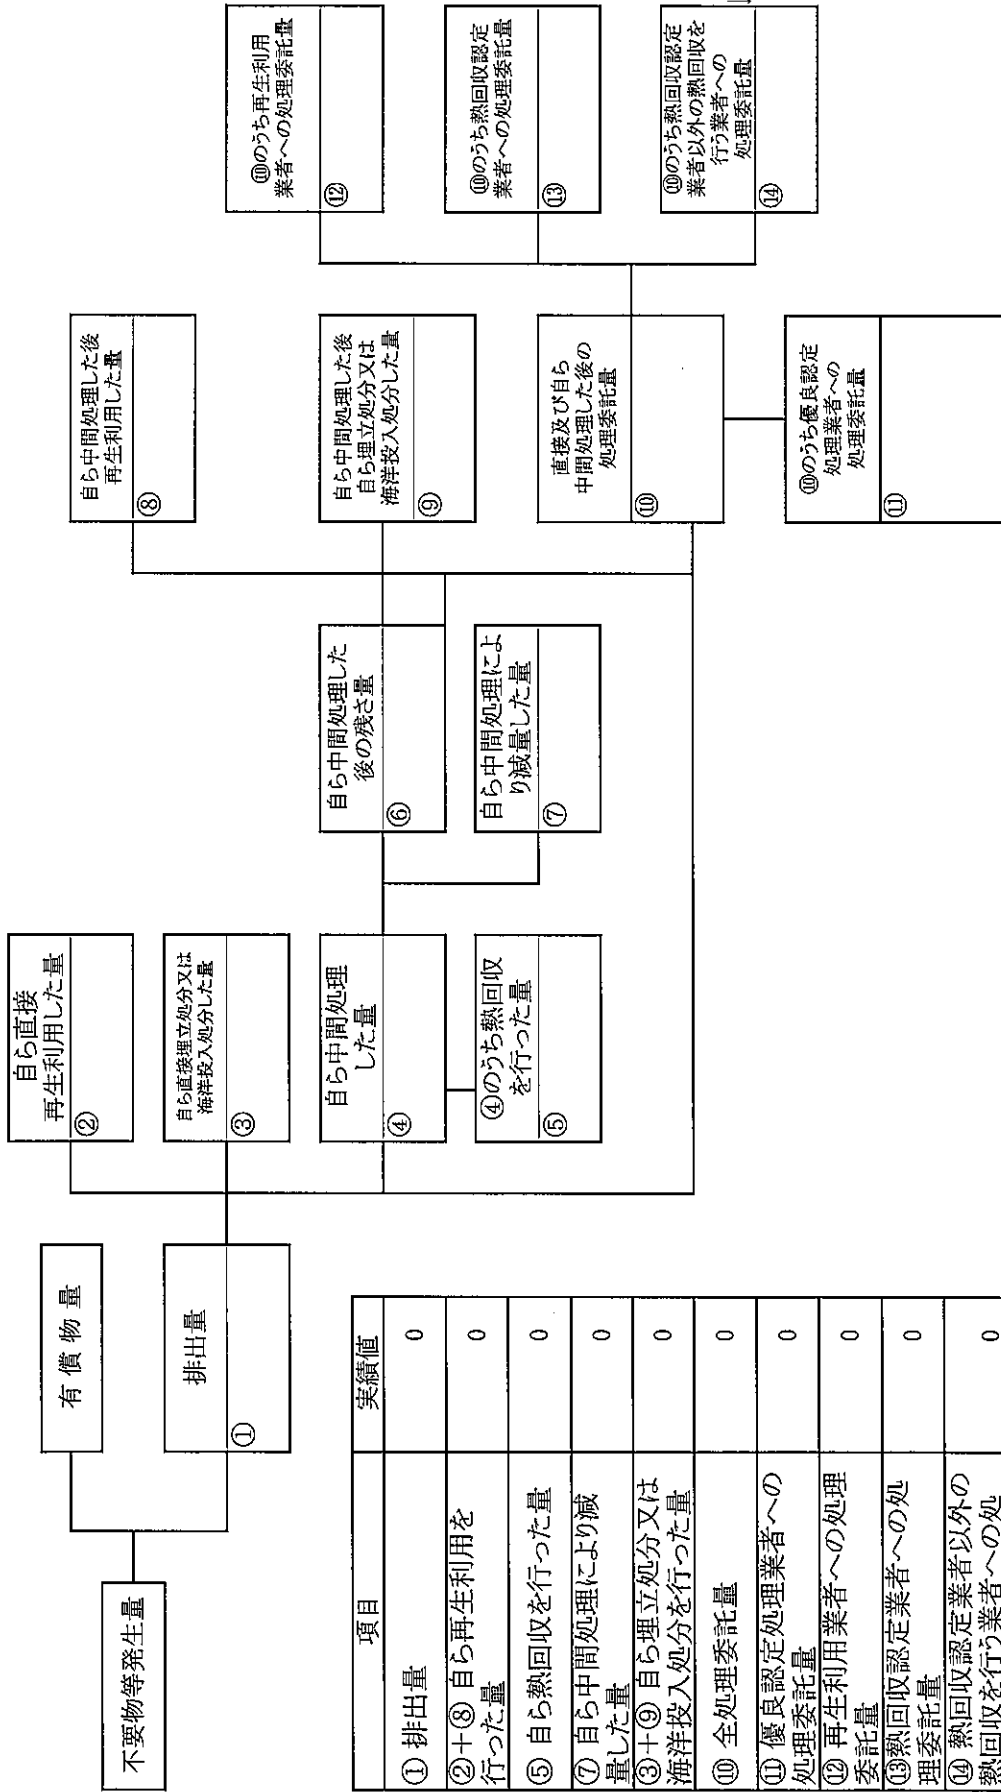 不要物等発生量
有償物量
排出量
①
自ら直接
再生利用した量
②
自ら直接埋立処分又は
海洋投入処分した量
③
自ら中間処理
した量
④
④のうち熱回収
を行った量
⑤
自ら中間処理した
後の残さ量
⑥
自ら中間処理によ
り減量した量
⑦
自ら中間処理した後
再生利用した量
⑧
自ら中間処理した後
自ら埋立処分又は
海洋投入処分した量
⑨
直接及び自ら
中間処理した後の
処理委託量
⑩
⑩のうち優良認定
処理業者への
処理委託量
⑪
⑩のうち再生利用
業者への処理委託量
⑫
⑩のうち熱回収認定
業者への処理委託量
⑬
⑩のうち熱回収認定
業者以外の熱回収を
行う業者への
処理委託量
⑭
項目 実績値
① 排出量 0
②+⑧ 自ら再生利用を
行った量 0
⑤ 自ら熱回収を行った量 0
⑦ 自ら中間処理により減
量した量 0
③+⑨ 自ら埋立処分又は
海洋投入処分を行った量 0
⑩ 全処理委託量 0
⑪ 優良認定処理業者への
処理委託量 0
⑫ 再生利用業者への処理
委託量 0
⑬熱回収認定業者への処
理委託量 0
⑭ 熱回収認定業者以外の
熱回収を行う業者への処 0